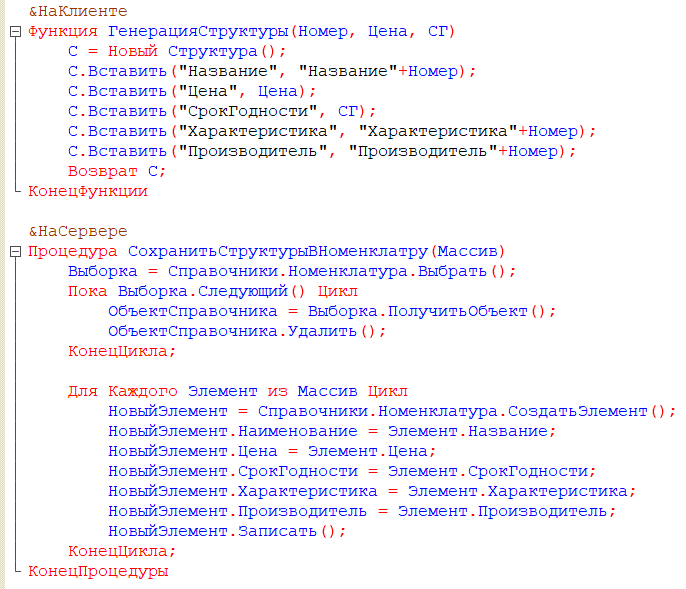 &НаКлиенте
Функция ГенерацияСтруктуры(Номер, Цена, СГ)
С = Новый Структура();
С.Вставить("Название", "Название"+Номер);
С.Вставить("Цена", Цена);
С.Вставить("СрокГодности", СГ);
С.Вставить("Характеристика", "Характеристика"+Номер);
С.Вставить("Производитель", "Производитель"+Номер);
Возврат С;
КонецФункции
&НаСервере
Процедура СохранитьСтруктурыВНоменклатру(Массив)
Выборка = Справочники.Номенклатура.Выбрать();
Пока Выборка.Следующий() Цикл
ОбъектСправочника = Выборка.ПолучитьОбъект();
ОбъектСправочника.Удалить();
КонецЦикла;
Для Каждого Элемент из Массив Цикл
НовыйЭлемент = Справочники.Номенклатура.СоздатьЭлемент();
НовыйЭлемент.Наименование = Элемент.Название;
НовыйЭлемент.Цена = Элемент.Цена;
НовыйЭлемент.СрокГодности = Элемент.СрокГодности;
НовыйЭлемент.Характеристика = Элемент.Характеристика;
НовыйЭлемент.Производитель = Элемент.Производитель;
НовыйЭлемент.Записать();
КонецЦикла;
КонецПроцедуры